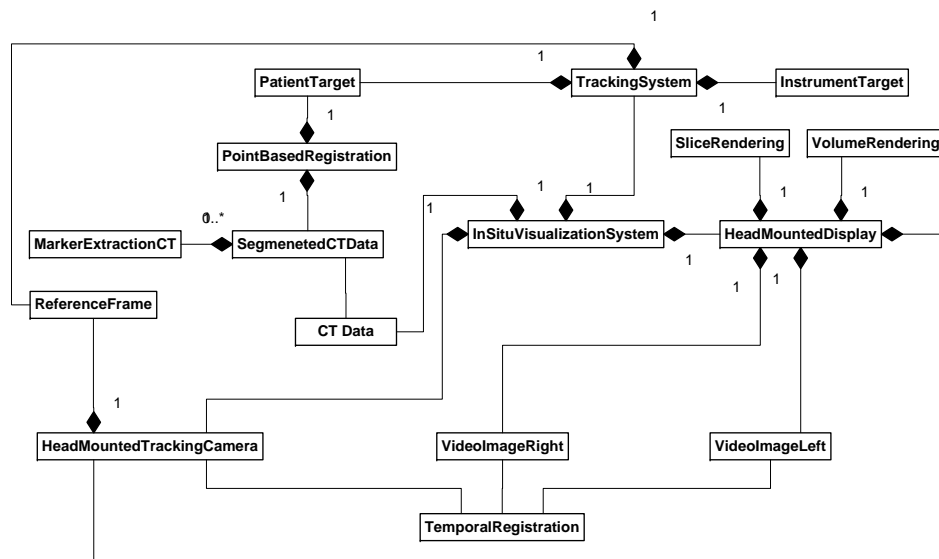 1
1
PatientTarget
TrackingSystem
InstrumentTarget
1
1
SliceRendering
VolumeRendering
PointBasedRegistration
1
1
1
1
1
1
0..*
1
MarkerExtractionCT
SegmenetedCTData
InSituVisualizationSystem
HeadMountedDisplay
1
1
1
ReferenceFrame
CT Data
1
HeadMountedTrackingCamera
VideoImageRight
VideoImageLeft
TemporalRegistration